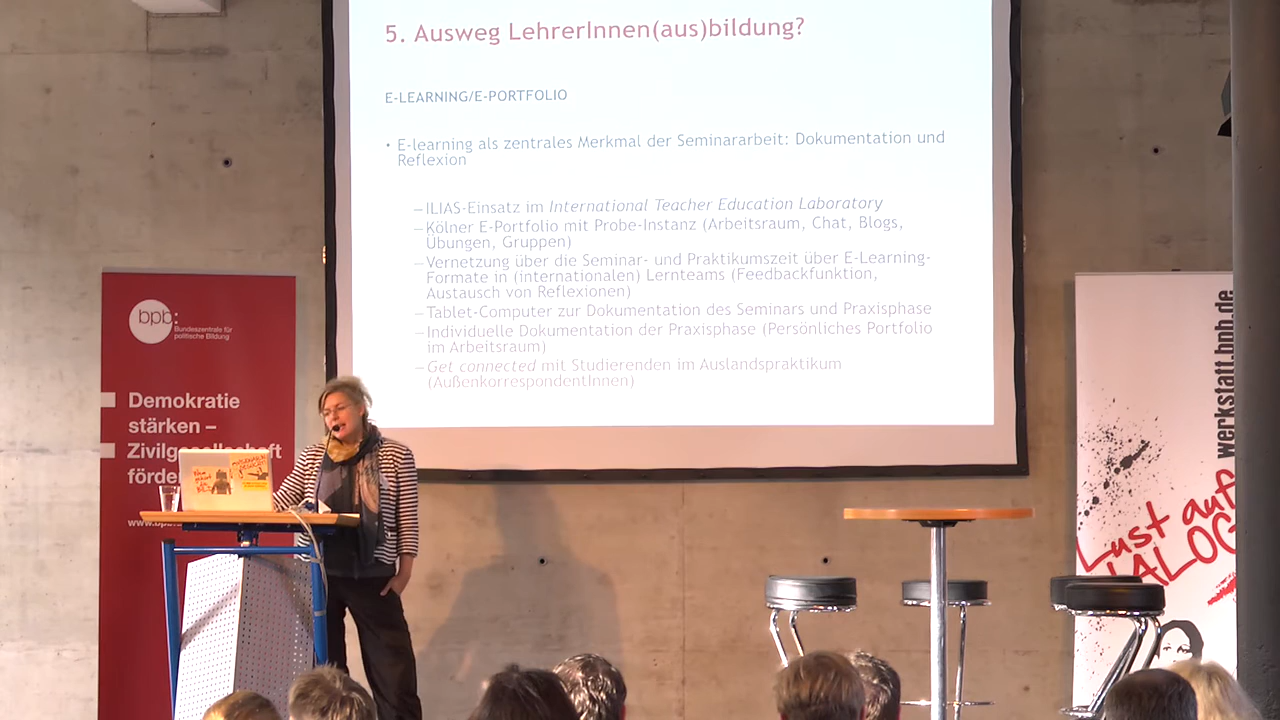 5. Ausweg LehrerInnen(aus)bildung?
E-LEARNING/E-PORTFOLIO
• E-learning als zentrales Merkmal der Seminararbeit: Dokumentation und
Reflexion
—ILIAS-Einsatz im International Teacher Education Laboratory
—Kölner E-Portfolio mit Probe-Instanz (Arbeitsraum, Chat, Blogs,
Übungen, Gruppen)
—Vernetzung über die Seminar- und Praktikumszeit über E-Learning-
Formate in (internationalen) Lernteams (Feedbackfunktion,
Austausch von Reflexionen)
—Tablet-Computer zur Dokumentation des Seminars und Praxisphase
—Individuelle Dokumentation der Praxisphase (Persönliches Portfolio
im Arbeitsraum)
—Get connected mit Studierenden im Auslandspraktikum
(AußenkorrespondentInnen)
bpb:
Bundeszentrale für
politische Bildung
Demokratie
stärken –
Zivilgesellschaft
förde
www.bpb
werkstatt.bpb.de
Lust auf